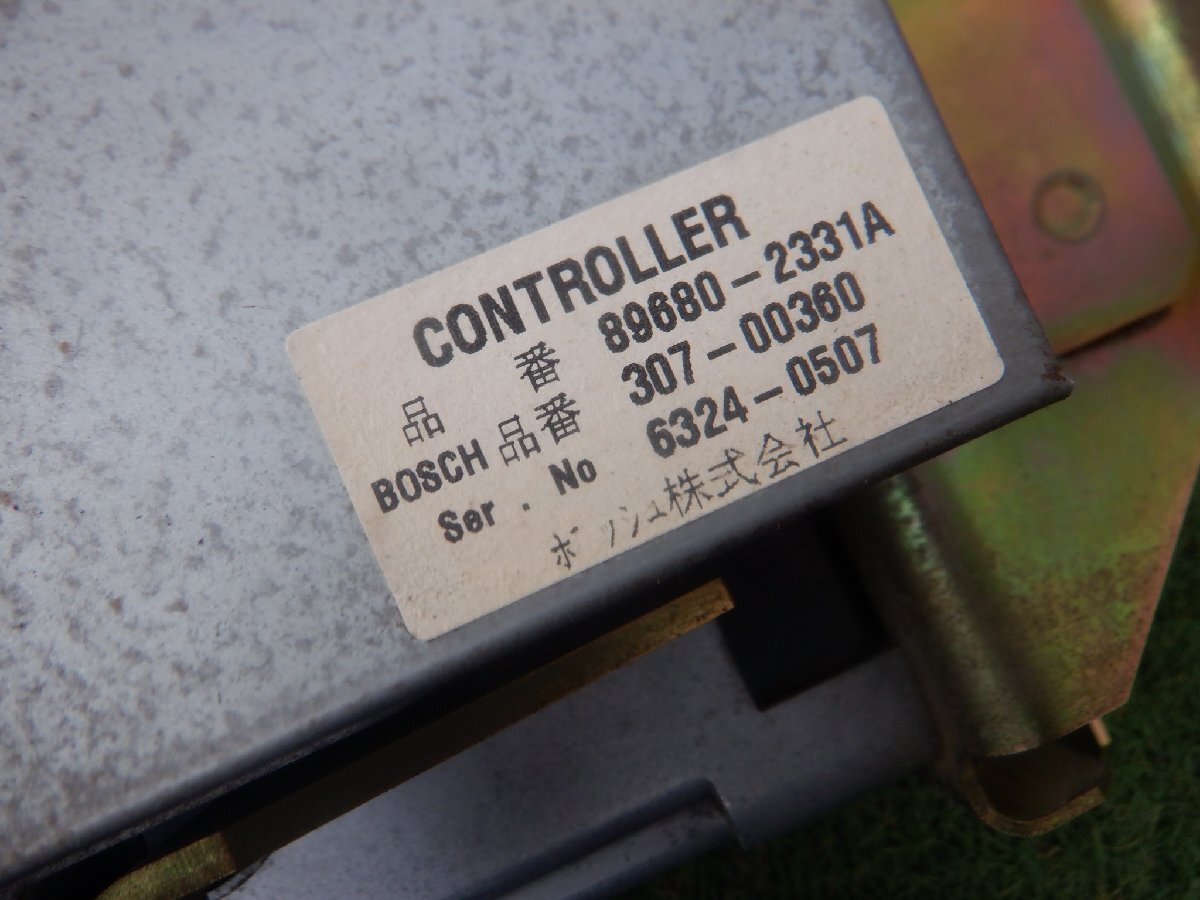 CONTROLLER
品番 89680-2331A
BOSCH 品番 307-00360
Ser. No 6324-0507
ボッシュ株式会社